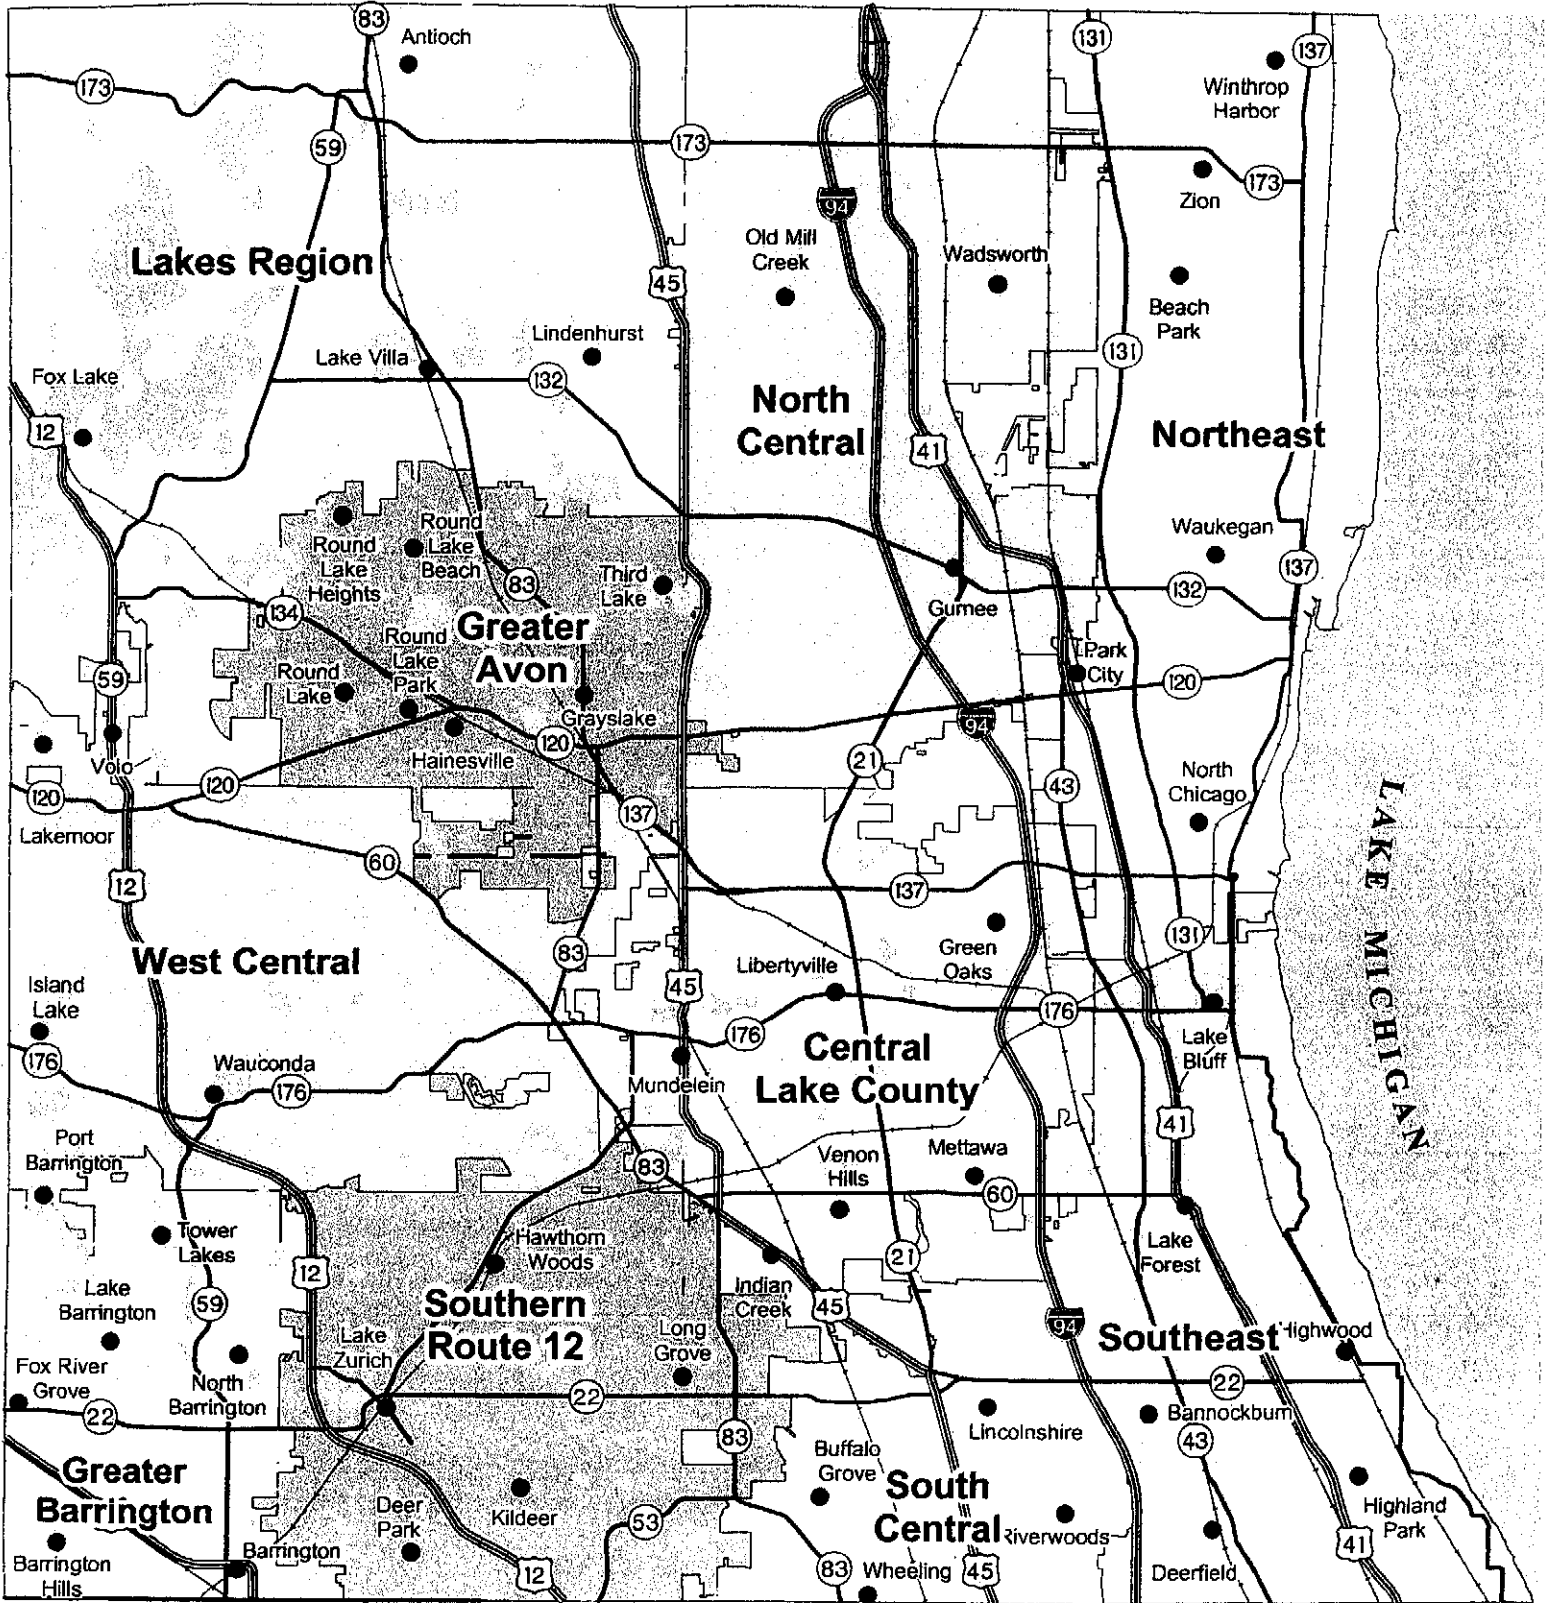 83
Antioch
131
137
Winthrop
Harbor
173
59
173
173
Zion
94
Old Mill
Creek
Wadsworth
Lakes Region
45
Beach
Park
Lindenhurst
Lake Villa
131
132
Fox Lake
12
North
Central
Northeast
41
Waukegan
Round
Lake
Heights
Round
Lake
Beach
83
Third
Lake
137
132
Gurnee
134
Greater
Avon
Round
Lake
Park
Round
Lake
59
Park
City
120
Grayslake
120
94
Hainesville
Volo
21
120
120
43
North
Chicago
137
Lakemoor
60
12
137
LAKE MICHIGAN
131
Green
Oaks
83
West Central
Libertyville
45
Island
Lake
176
176
176
Central
Lake County
Lake
Bluff
Wauconda
176
Mundelein
41
Port
Barrington
83
Venon
Hills
Mettawa
60
Tower
Lakes
Hawthorn
Woods
21
Lake
Forest
12
Indian
Creek
Lake
Barrington
59
Southern
Route 12
45
94
Southeast
Highwood
Lake
Zurich
Long
Grove
Fox River
Grove
North
Barrington
22
22
22
Bannockburn
Lincolnshire
83
43
Buffalo
Grove
Greater
Barrington
South
Central
Deer
Park
Kildeer
53
Highland
Park
Riverwoods
41
Barrington
Barrington
Hills
12
83
Wheeling
45
Deerfield